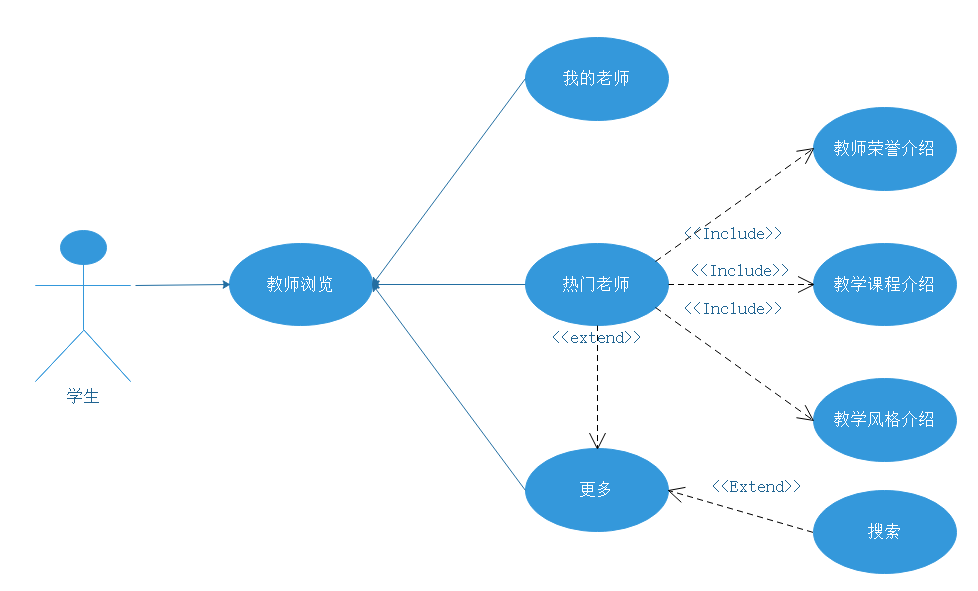 我的老师
教师荣誉介绍
<<Include>>
<<Include>>
教师浏览
热门老师
教学课程介绍
<<Include>>
<<extend>>
学生
教学风格介绍
更多
<<Extend>>
搜索